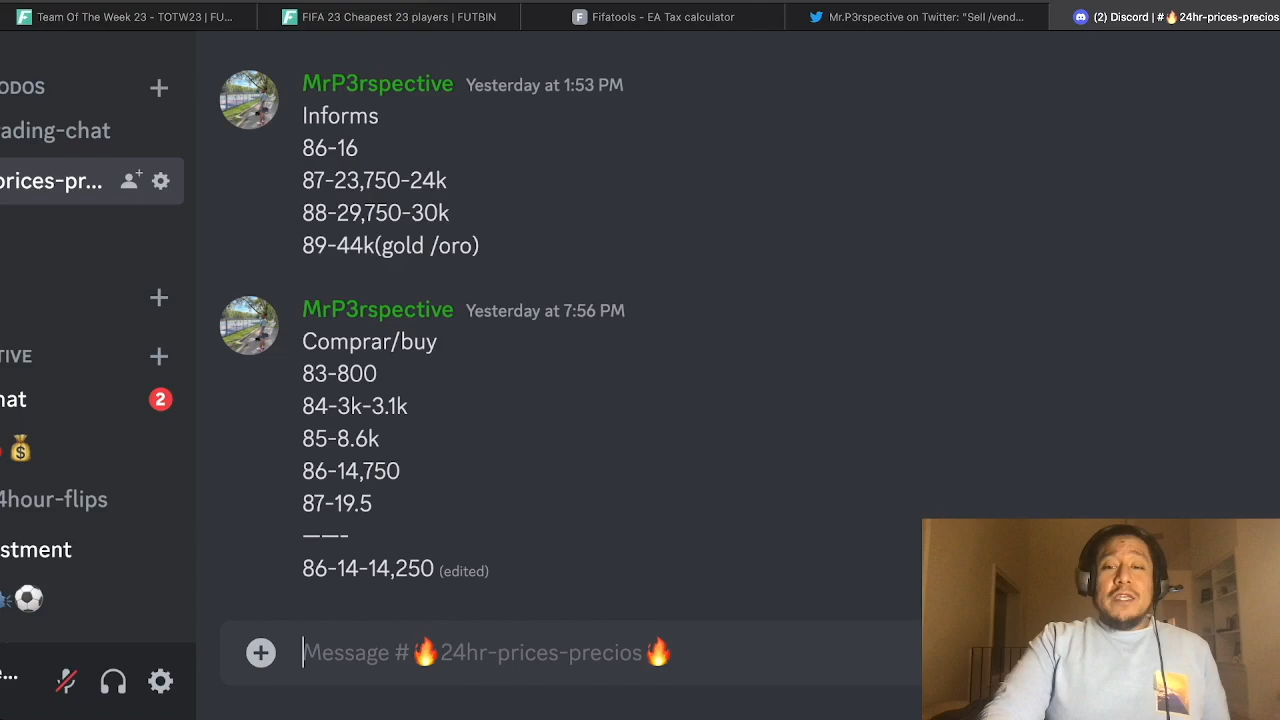 Team Of The Week 23 - TOTW23 | FU...
FIFA 23 Cheapest 23 players | FUTBIN
Fifatools - EA Tax calculator
Mr.P3rspective on Twitter: "Sell /vend...
(2) Discord | #🔥24hr-prices-precios
ODOS
ading-chat
prices-pr...
TIVE
hat
2
4hour-flips
stment
e...
MrP3rspective Yesterday at 1:53 PM
Informs
86-16
87-23,750-24k
88-29,750-30k
89-44k(gold /oro)
MrP3rspective Yesterday at 7:56 PM
Comprar/buy
83-800
84-3k-3.1k
85-8.6k
86-14,750
87-19.5
——-
86-14-14,250 (edited)
Message #🔥24hr-prices-precios🔥